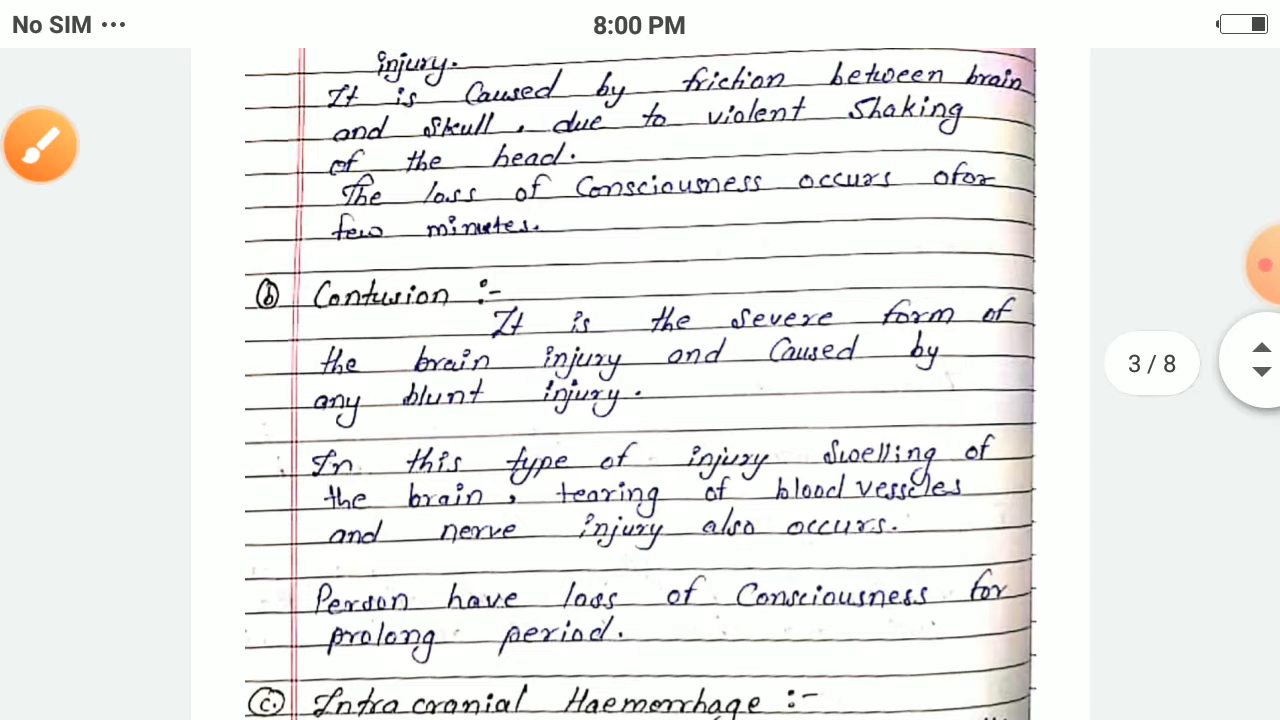 No SIM ...
8:00 PM
injury.
It is Caused by friction between brain
and Skull, due to violent Shaking
of the head.
The loss of Consciousness occurs ofor
few minutes.
(b) Contusion :-
It is the severe form of
the brain injury and Caused by
any blunt injury.
In this type of injury Swelling of
the brain, tearing of blood vesseles
and nerve injury also occurs.
Person have loss of Consciousness for
prolong period.
(c.) Intra cranial Haemorrhage :-
3 / 8